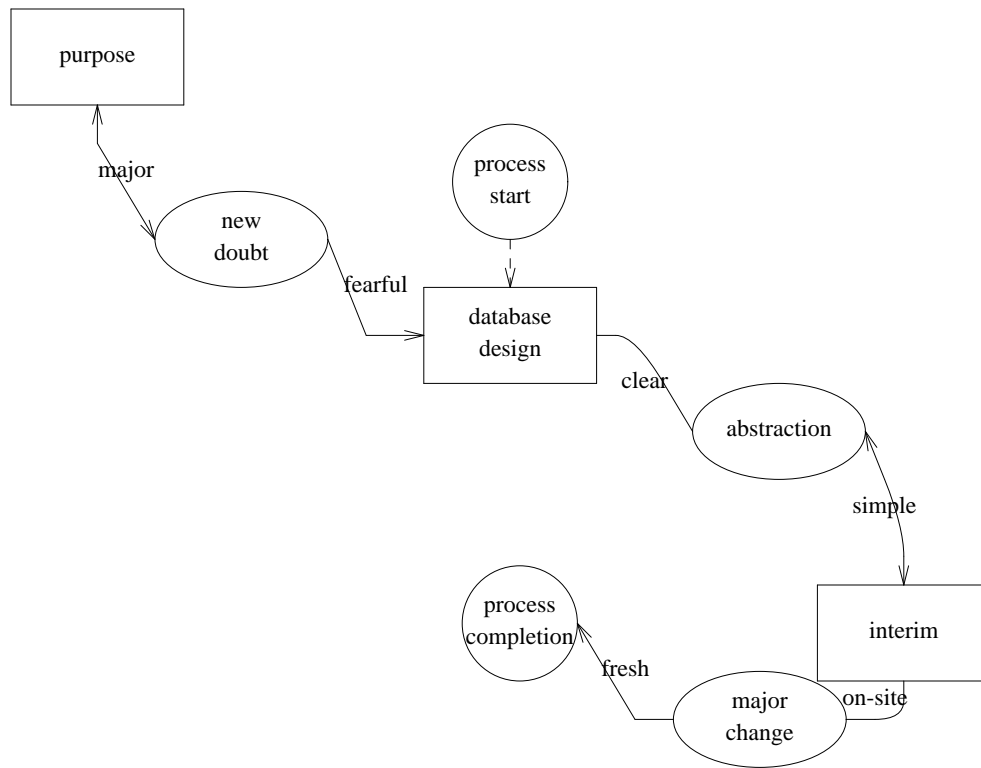 purpose
process
start
major
new
doubt
fearful
database
design
clear
abstraction
simple
process
completion
interim
fresh
major
change
on-site